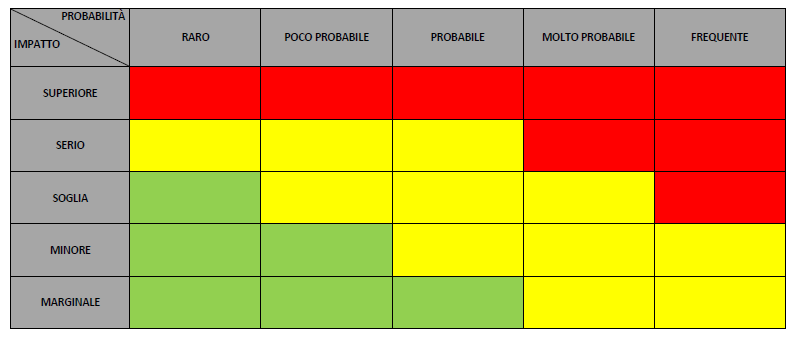 PROBABILITÀ
IMPATTO
RARO
POCO PROBABILE
PROBABILE
MOLTO PROBABILE
FREQUENTE
SUPERIORE
SERIO
SOGLIA
MINORE
MARGINALE